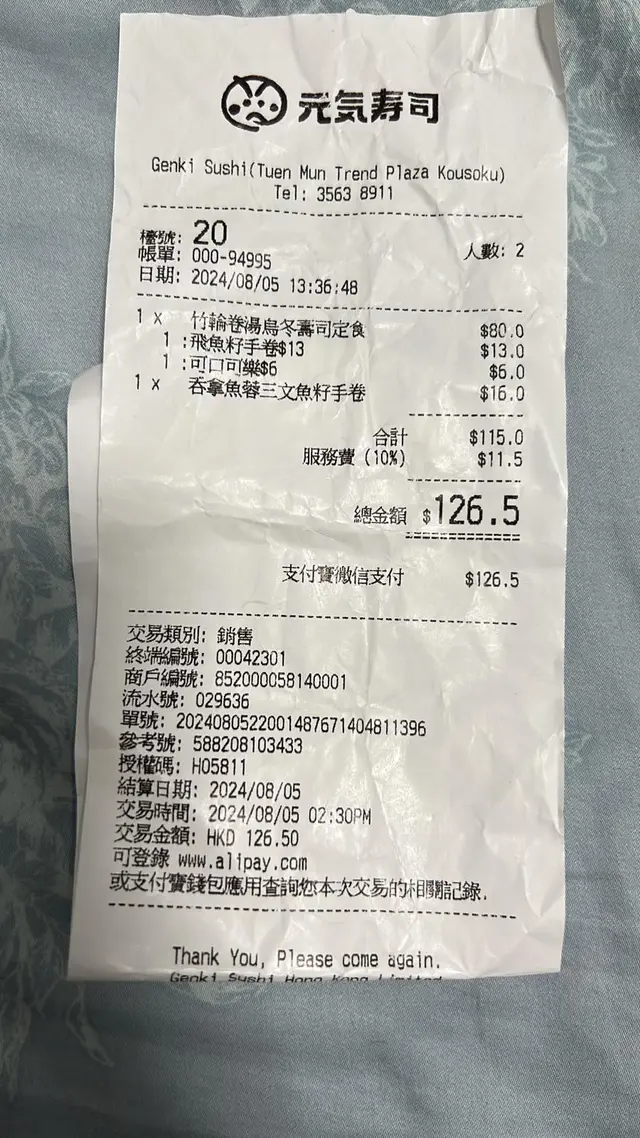 元気寿司
Genki Sushi(Tuen Mun Trend Plaza Kousoku)
Tel: 3563 8911
檯號: 20
人數: 2
帳單: 000-94995
日期: 2024/08/05 13:36:48
1 x 竹輪卷湯烏冬壽司定食 $80.0
1 :飛魚籽手卷$13 $13.0
1 :可口可樂$6 $6.0
1 x 吞拿魚蓉三文魚籽手卷 $16.0
合計 $115.0
服務費 (10%) $11.5
總金額 $126.5
支付寶微信支付 $126.5
交易類別: 銷售
終端編號: 00042301
商戶編號: 852000058140001
流水號: 029636
單號: 2024080522001487671404811396
參考號: 588208103433
授權碼: H05811
結算日期: 2024/08/05
交易時間: 2024/08/05 02:30PM
交易金額: HKD 126.50
可登錄 www.alipay.com
或支付寶錢包應用查詢您本次交易的相關記錄.
Thank You, Please come again.
Genki Sushi Hong Kong Limited